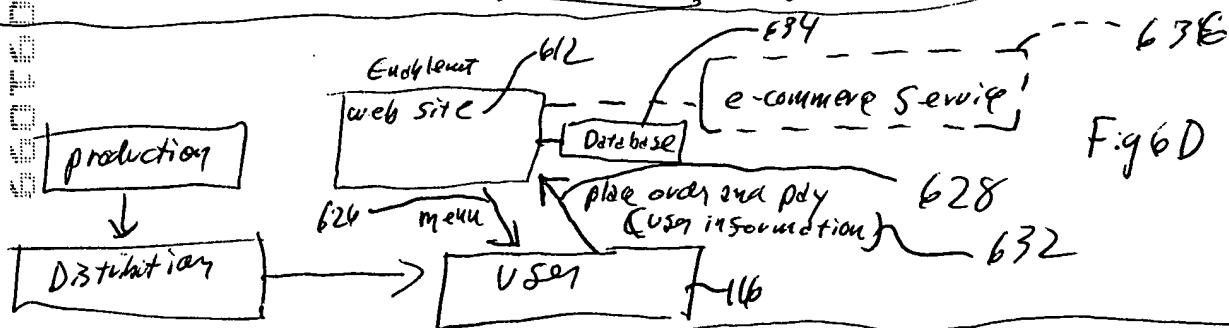 634
636
612
Enablement
web site
e-commerce Service
Database
Fig 6D
production
place order and pay
628
626 menu
(user information)
632
Distribution
User
116